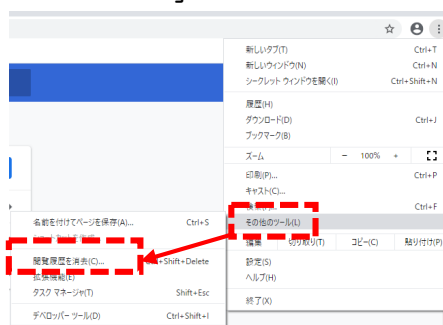 新しいタブ(T) Ctrl+T
新しいウィンドウ(N) Ctrl+N
シークレット ウィンドウを開く(I) Ctrl+Shift+N
履歴(H)
ダウンロード(D) Ctrl+J
ブックマーク(B)
ズーム － 100% ＋
印刷(P)... Ctrl+P
キャスト(C)...
Ctrl+F
その他のツール(L)
編集 切り取り(T) コピー(C) 貼り付け(P)
設定(S)
ヘルプ(H)
終了(X)
名前を付けてページを保存(A)... Ctrl+S
閲覧履歴を消去(C)... +Shift+Delete
拡張機能(E)
タスク マネージャ(T) Shift+Esc
デベロッパー ツール(D) Ctrl+Shift+I